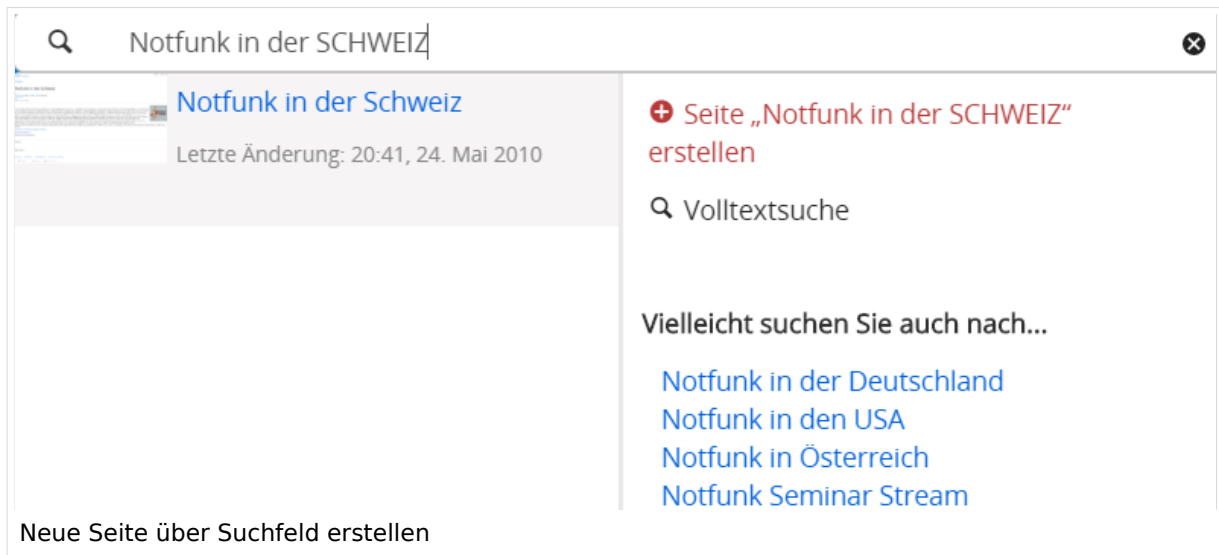 Notfunk in der SCHWEIZ
Notfunk in der Schweiz
Letzte Änderung: 20:41, 24. Mai 2010
Seite „Notfunk in der SCHWEIZ“
erstellen
Volltextsuche
Vielleicht suchen Sie auch nach...
Notfunk in der Deutschland
Notfunk in den USA
Notfunk in Österreich
Notfunk Seminar Stream
Neue Seite über Suchfeld erstellen